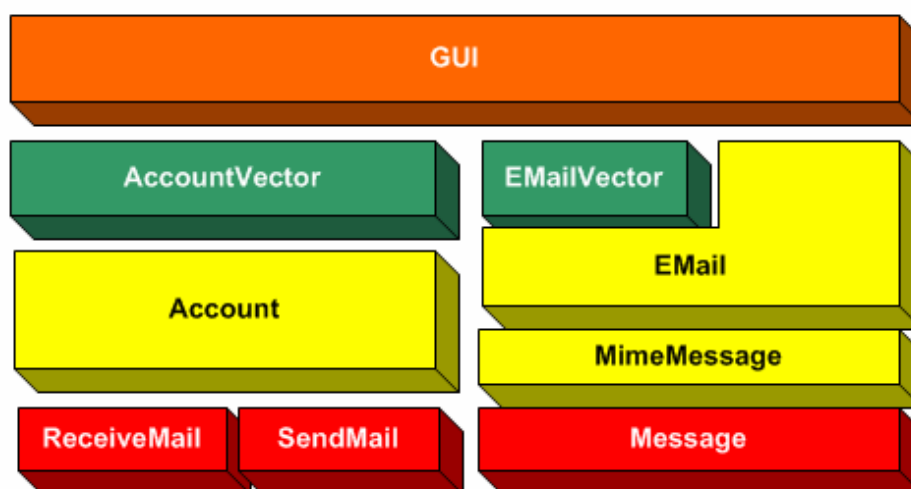 GUI
AccountVector
EMailVector
EMail
Account
MimeMessage
ReceiveMail
SendMail
Message